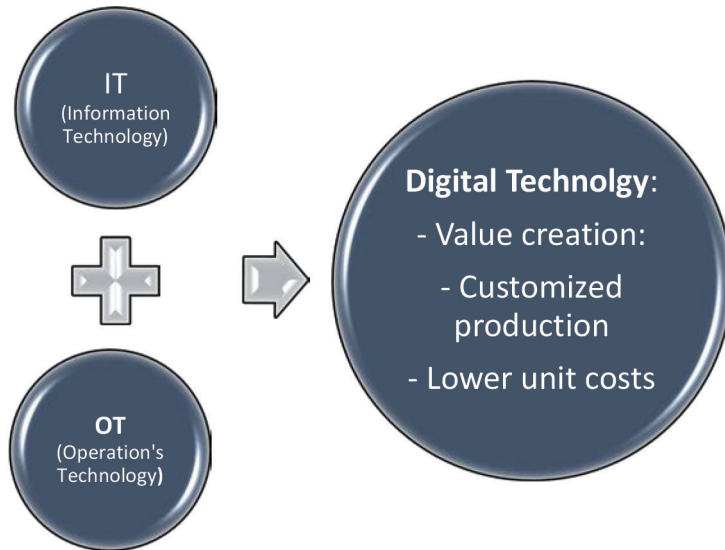 IT
(Information
Technology)
OT
(Operation's
Technology)
Digital Technolgy:
- Value creation:
- Customized
production
- Lower unit costs